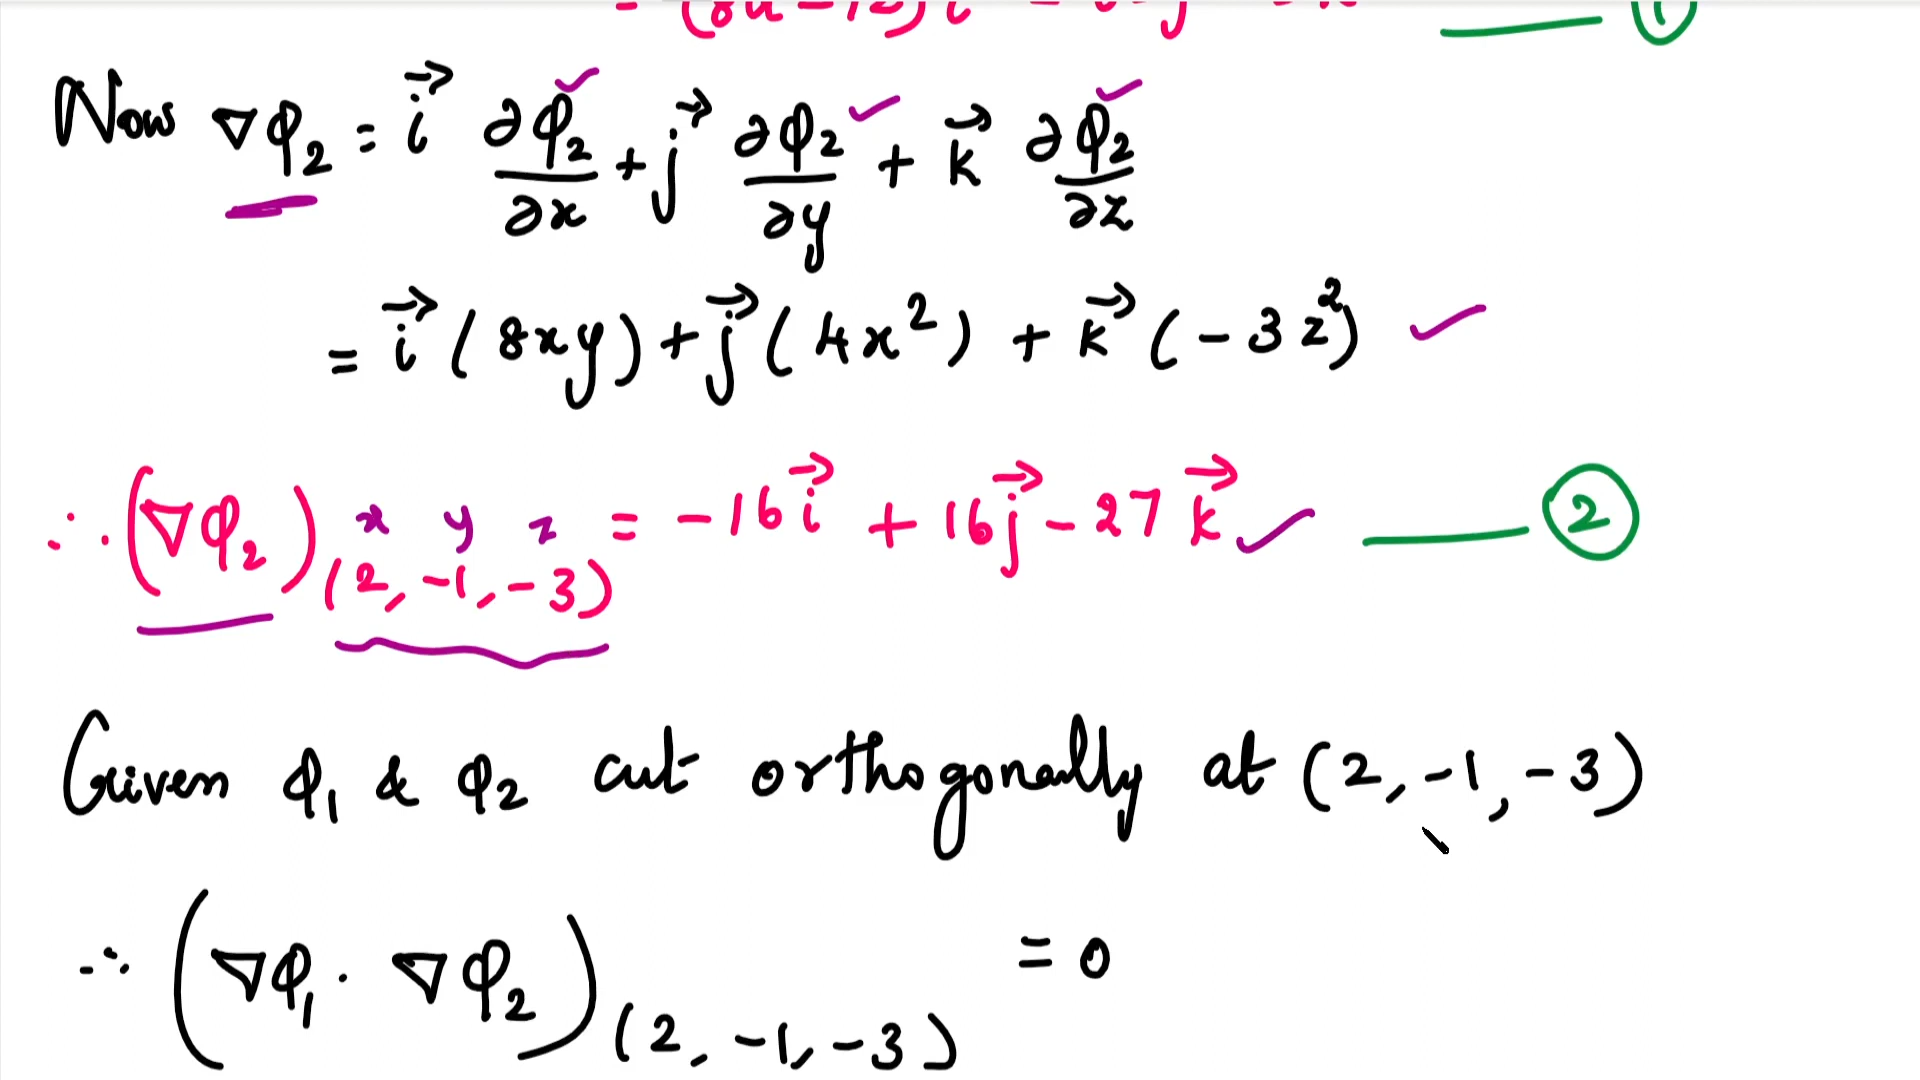 Now ∇φ₂ = i⃗ ∂φ₂/∂x + j⃗ ∂φ₂/∂y + k⃗ ∂φ₂/∂z
= i⃗ (8xy) + j⃗ (4x²) + k⃗ (-3z²)
∴ (∇φ₂)(2, -1, -3) x y z = -16i⃗ + 16j⃗ - 27k⃗ —— 2
Given φ₁ & φ₂ cut orthogonally at (2, -1, -3)
∴ (∇φ₁ · ∇φ₂)(2, -1, -3) = 0